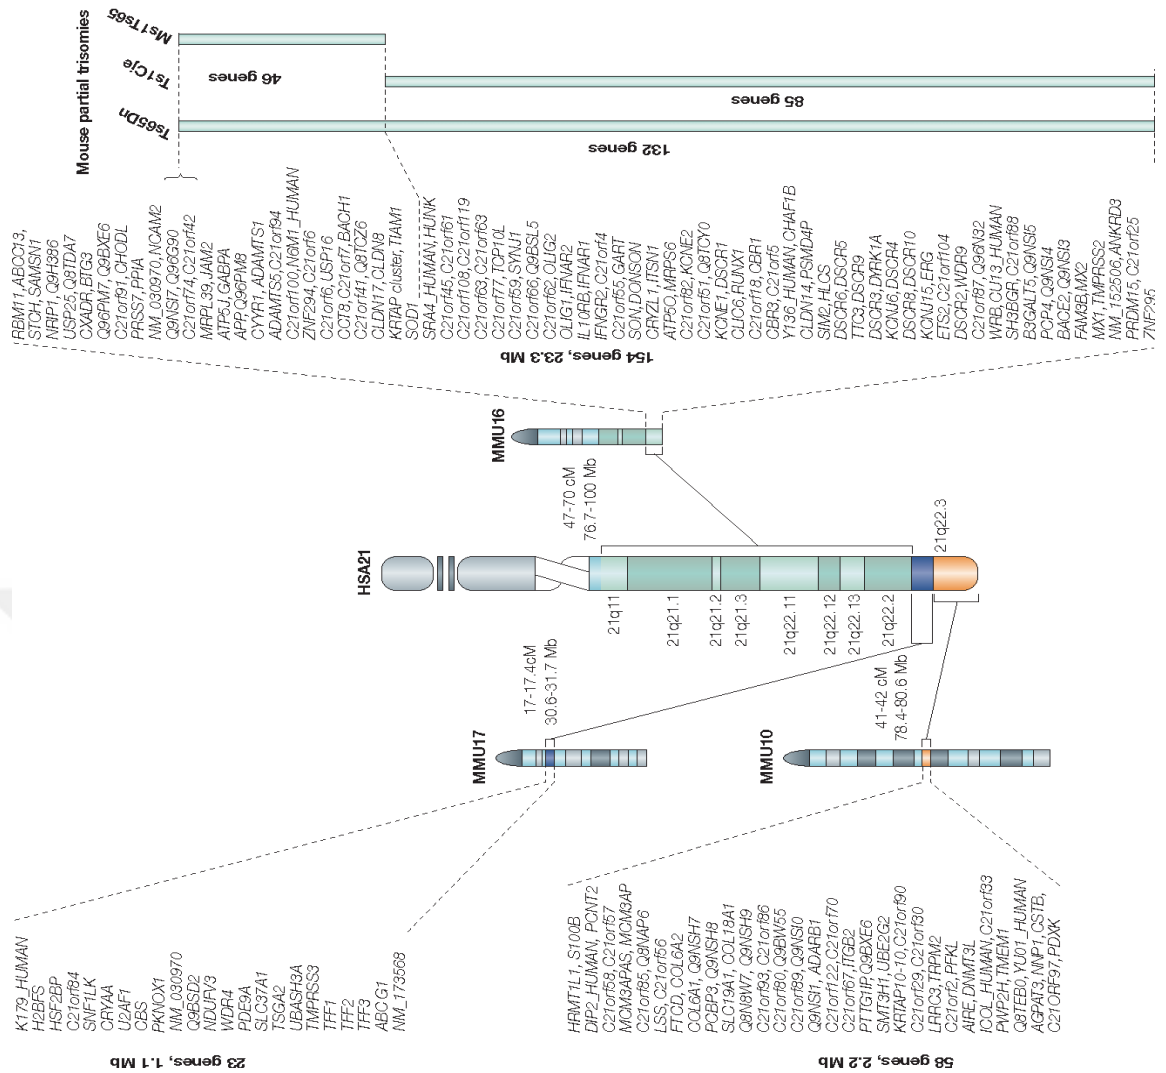 Mouse partial trisomies
Ts65Dn
Ts1Cje
Ms1Ts65
46 genes
85 genes
132 genes
RBM11, ABCC13,
STCH, SAMSN1
NRIP1, Q9H386
USP25, Q8TDA7
CXADR, BTG3
Q96PM7, Q9BXE6
C21orf91, CHODL
PRSS7, PPIA
NM_030970, NCAM2
Q9NSI7, Q96G90
C21orf74, C21orf42
MRPL39, JAM2
ATP5J, GABPA
APP, Q96PM8
CYYR1, ADAMTS1
ADAMTS5, C21orf94
C21orf100, N6M1_HUMAN
ZNF294, C21orf6
C21orf6, USP16
CCT8, C21orf7, BACH1
C21orf41, Q8TCZ6
CLDN17, CLDN8
KRTAP cluster, TIAM1
SOD1
SRA4_HUMAN, HUNK
C21orf45, C21orf61
C21orf108, C21orf119
C21orf63, C21orf63
C21orf77, TCP10L
C21orf59, SYNJ1
C21orf66, Q9BSL5
C21orf62, OLIG2
OLIG1, IFNAR2
IL10RB, IFNAR1
IFNGR2, C21orf4
C21orf55, GART
SON, DONSON
CRYZL1, ITSN1
ATP5O, MRPS6
C21orf82, KCNE2
C21orf51, Q8TCY0
KCNE1, DSCR1
CLIC6, RUNX1
C21orf18, CBR1
CBR3, C21orf5
Y136_HUMAN, CHAF1B
CLDN14, PSMD4P
SIM2, HLCS
DSCR6, DSCR5
TTC3, DSCR9
DSCR3, DYRK1A
KCNJ6, DSCR4
DSCR8, DSCR10
KCNJ15, ERG
ETS2, C21orf104
DSCR2, WDR9
C21orf87, Q96N32
WRB, CU13_HUMAN
SH3BGR, C21orf88
B3GALT5, Q9NSI5
PCP4, Q9NSI4
BACE2, Q9NSI3
FAM3B, MX2
MX1, TMPRSS2
NM_152506, ANKRD3
PRDM15, C21orf25
ZNF295
154 genes, 23.3 Mb
MMU16
47-70 cM
76.7-100 Mb
HSA21
21q11
21q21.1
21q21.2
21q21.3
21q22.11
21q22.12
21q22.13
21q22.2
21q22.3
17-17.4cM
30.6-31.7 Mb
MMU17
41-42 cM
78.4-80.6 Mb
MMU10
K179_HUMAN
H2BFS
HSF2BP
C21orf84
SNF1LK
CRYAA
U2AF1
CBS
PKNOX1
NM_030970
Q9BSD2
NDUFV3
WDR4
PDE9A
SLC37A1
TSGA2
UBASH3A
TMPRSS3
TFF1
TFF2
TFF3
ABCG1
NM_173568
23 genes, 1.1 Mb
HRMT1L1, S100B
DIP2_HUMAN, PCNT2
C21orf58, C21orf57
MCM3APAS, MCM3AP
C21orf85, Q8NAP6
LSS, C21orf56
FTCD, COL6A2
COL6A1, Q9NSH7
PCBP3, Q9NSH8
SLC19A1, COL18A1
Q8N8W7, Q9NSH9
C21orf93, C21orf86
C21orf80, Q9BW55
C21orf89, Q9NSI0
Q9NSI1, ADARB1
C21orf122, C21orf70
C21orf67, ITGB2
PTTG1IP, Q9BXE6
SMT3H1, UBE2G2
KRTAP10-10, C21orf90
C21orf29, C21orf30
LRRC3, TRPM2
C21orf2, PFKL
AIRE, DNMT3L
ICOL_HUMAN, C21orf33
PWP2H, TMEM1
Q8TEB0, YU01_HUMAN
AGPAT3, NNP1, CSTB,
C21ORF97, PDXK
58 genes, 2.2 Mb